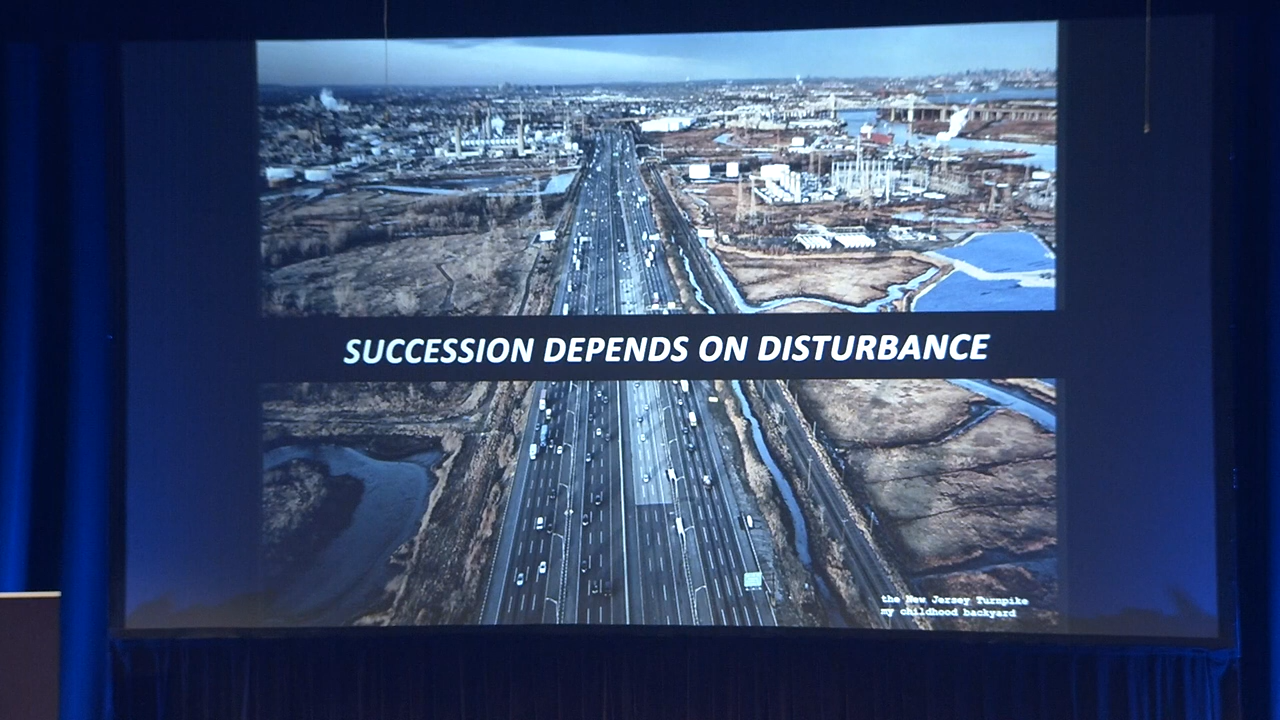 SUCCESSION DEPENDS ON DISTURBANCE
the New Jersey Turnpike
my childhood backyard